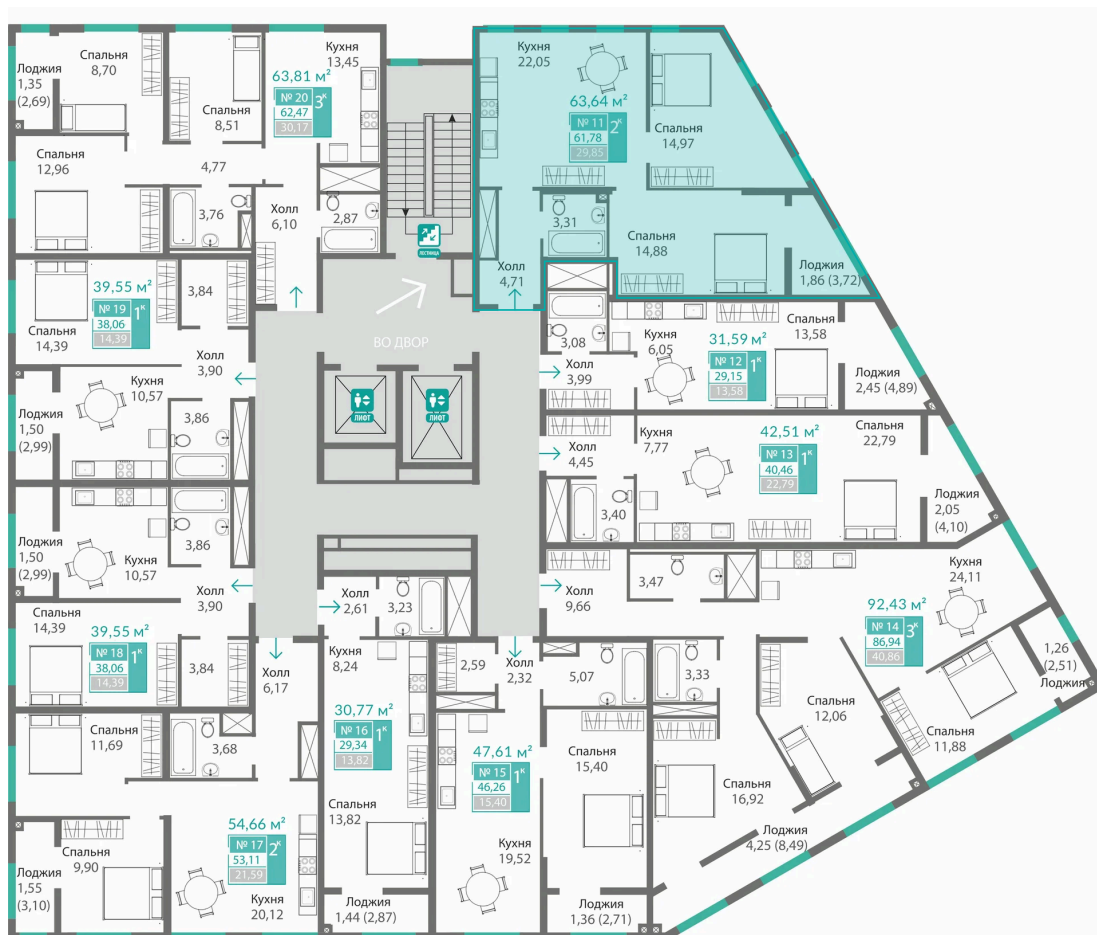 Лоджия
1,35
(2,69)
Спальня
8,70
Спальня
8,51
Кухня
13,45
63,81 м²
№ 20
62,47
30,17
3к
Спальня
12,96
4,77
3,76
Холл
6,10
2,87
ЛЕСТНИЦА
Кухня
22,05
63,64 м²
№ 11
61,78
29,85
2к
Спальня
14,97
3,31
Спальня
14,88
Холл
4,71
Лоджия
1,86 (3,72)
39,55 м²
№ 19
38,06
14,39
1к
3,84
Спальня
14,39
Холл
3,90
Кухня
10,57
Лоджия
1,50
(2,99)
3,86
ВО ДВОР
ЛИФТ
ЛИФТ
3,08
Кухня
6,05
31,59 м²
№ 12
29,15
13,58
1к
Спальня
13,58
Холл
3,99
Лоджия
2,45 (4,89)
Холл
4,45
Кухня
7,77
42,51 м²
№ 13
40,46
22,79
1к
Спальня
22,79
3,40
Лоджия
2,05
(4,10)
Лоджия
1,50
(2,99)
Кухня
10,57
3,86
Холл
3,90
Спальня
14,39
39,55 м²
№ 18
38,06
14,39
1к
3,84
Холл
2,61
3,23
Холл
9,66
3,47
Кухня
24,11
92,43 м²
№ 14
86,94
40,86
3к
1,26
(2,51)
Лоджия
Холл
6,17
Кухня
8,24
2,59
Холл
2,32
5,07
3,33
Спальня
12,06
Спальня
11,88
Спальня
11,69
3,68
30,77 м²
№ 16
29,34
13,82
1к
Спальня
13,82
47,61 м²
№ 15
46,26
15,40
1к
Спальня
15,40
Спальня
16,92
Лоджия
4,25 (8,49)
54,66 м²
№ 17
53,11
21,59
2к
Спальня
9,90
Лоджия
1,55
(3,10)
Кухня
20,12
Кухня
19,52
Лоджия
1,44 (2,87)
Лоджия
1,36 (2,71)